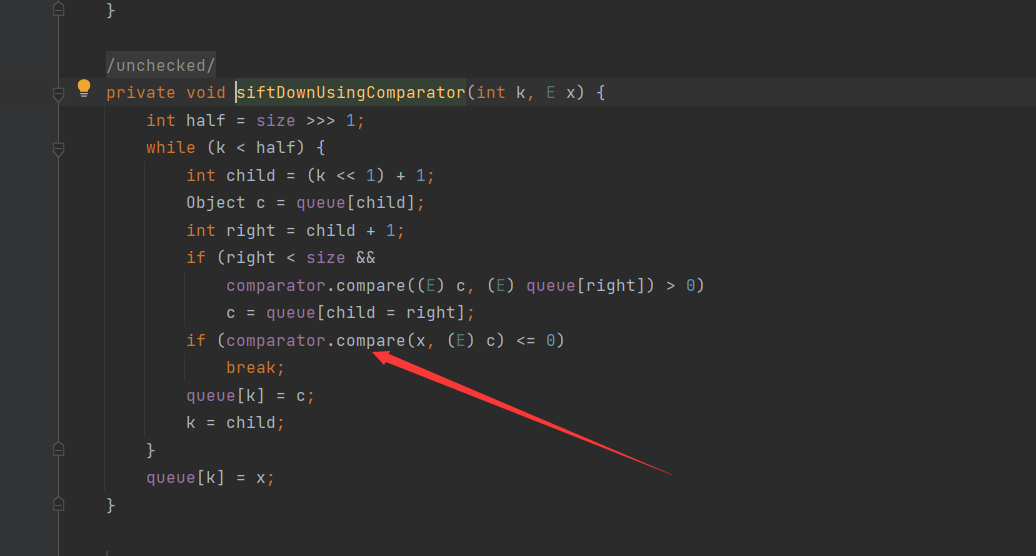 }
/unchecked/
private void siftDownUsingComparator(int k, E x) {
int half = size >>> 1;
while (k < half) {
int child = (k << 1) + 1;
Object c = queue[child];
int right = child + 1;
if (right < size &&
comparator.compare((E) c, (E) queue[right]) > 0)
c = queue[child = right];
if (comparator.compare(x, (E) c) <= 0)
break;
queue[k] = c;
k = child;
}
queue[k] = x;
}